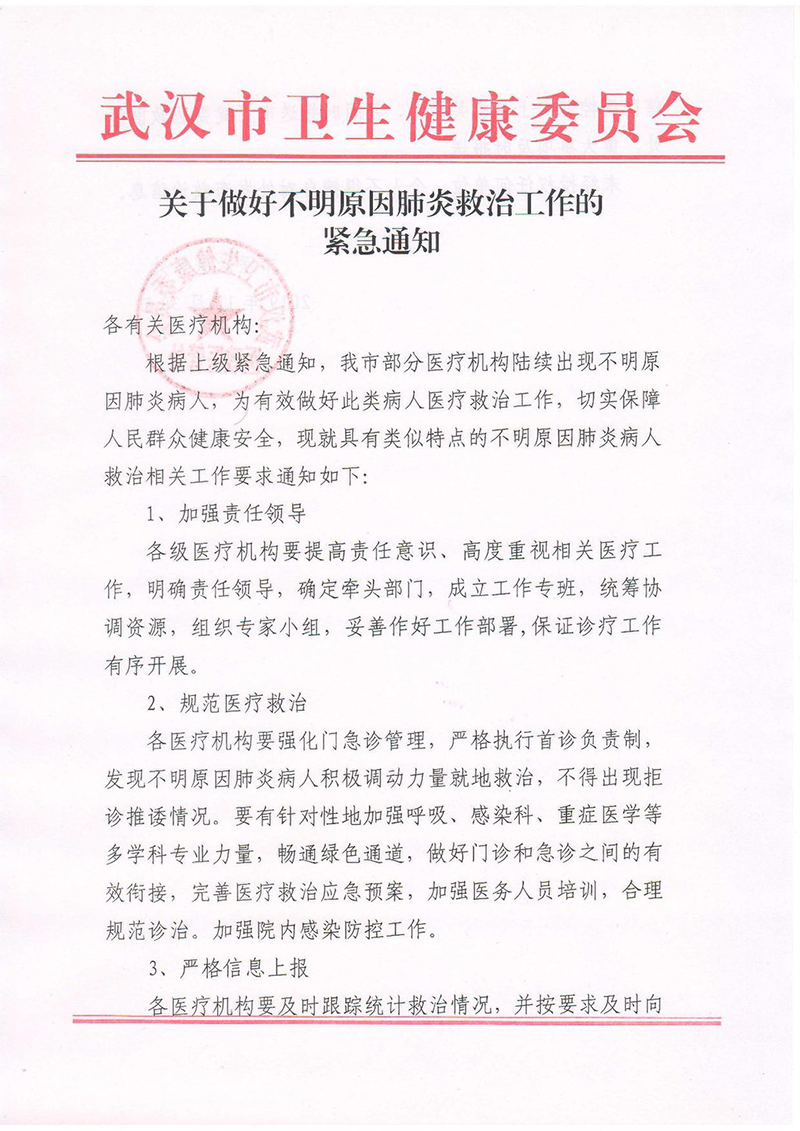 武汉市卫生健康委员会
关于做好不明原因肺炎救治工作的
紧急通知
各有关医疗机构:
根据上级紧急通知，我市部分医疗机构陆续出现不明原
因肺炎病人，为有效做好此类病人医疗救治工作，切实保障
人民群众健康安全，现就具有类似特点的不明原因肺炎病人
救治相关工作要求通知如下:
1、加强责任领导
各级医疗机构要提高责任意识、高度重视相关医疗工
作，明确责任领导，确定牵头部门，成立工作专班，统筹协
调资源，组织专家小组，妥善作好工作部署,保证诊疗工作
有序开展。
2、规范医疗救治
各医疗机构要强化门急诊管理，严格执行首诊负责制，
发现不明原因肺炎病人积极调动力量就地救治，不得出现拒
诊推诿情况。要有针对性地加强呼吸、感染科、重症医学等
多学科专业力量，畅通绿色通道，做好门诊和急诊之间的有
效衔接，完善医疗救治应急预案，加强医务人员培训，合理
规范诊治。加强院内感染防控工作。
3、严格信息上报
各医疗机构要及时跟踪统计救治情况，并按要求及时向